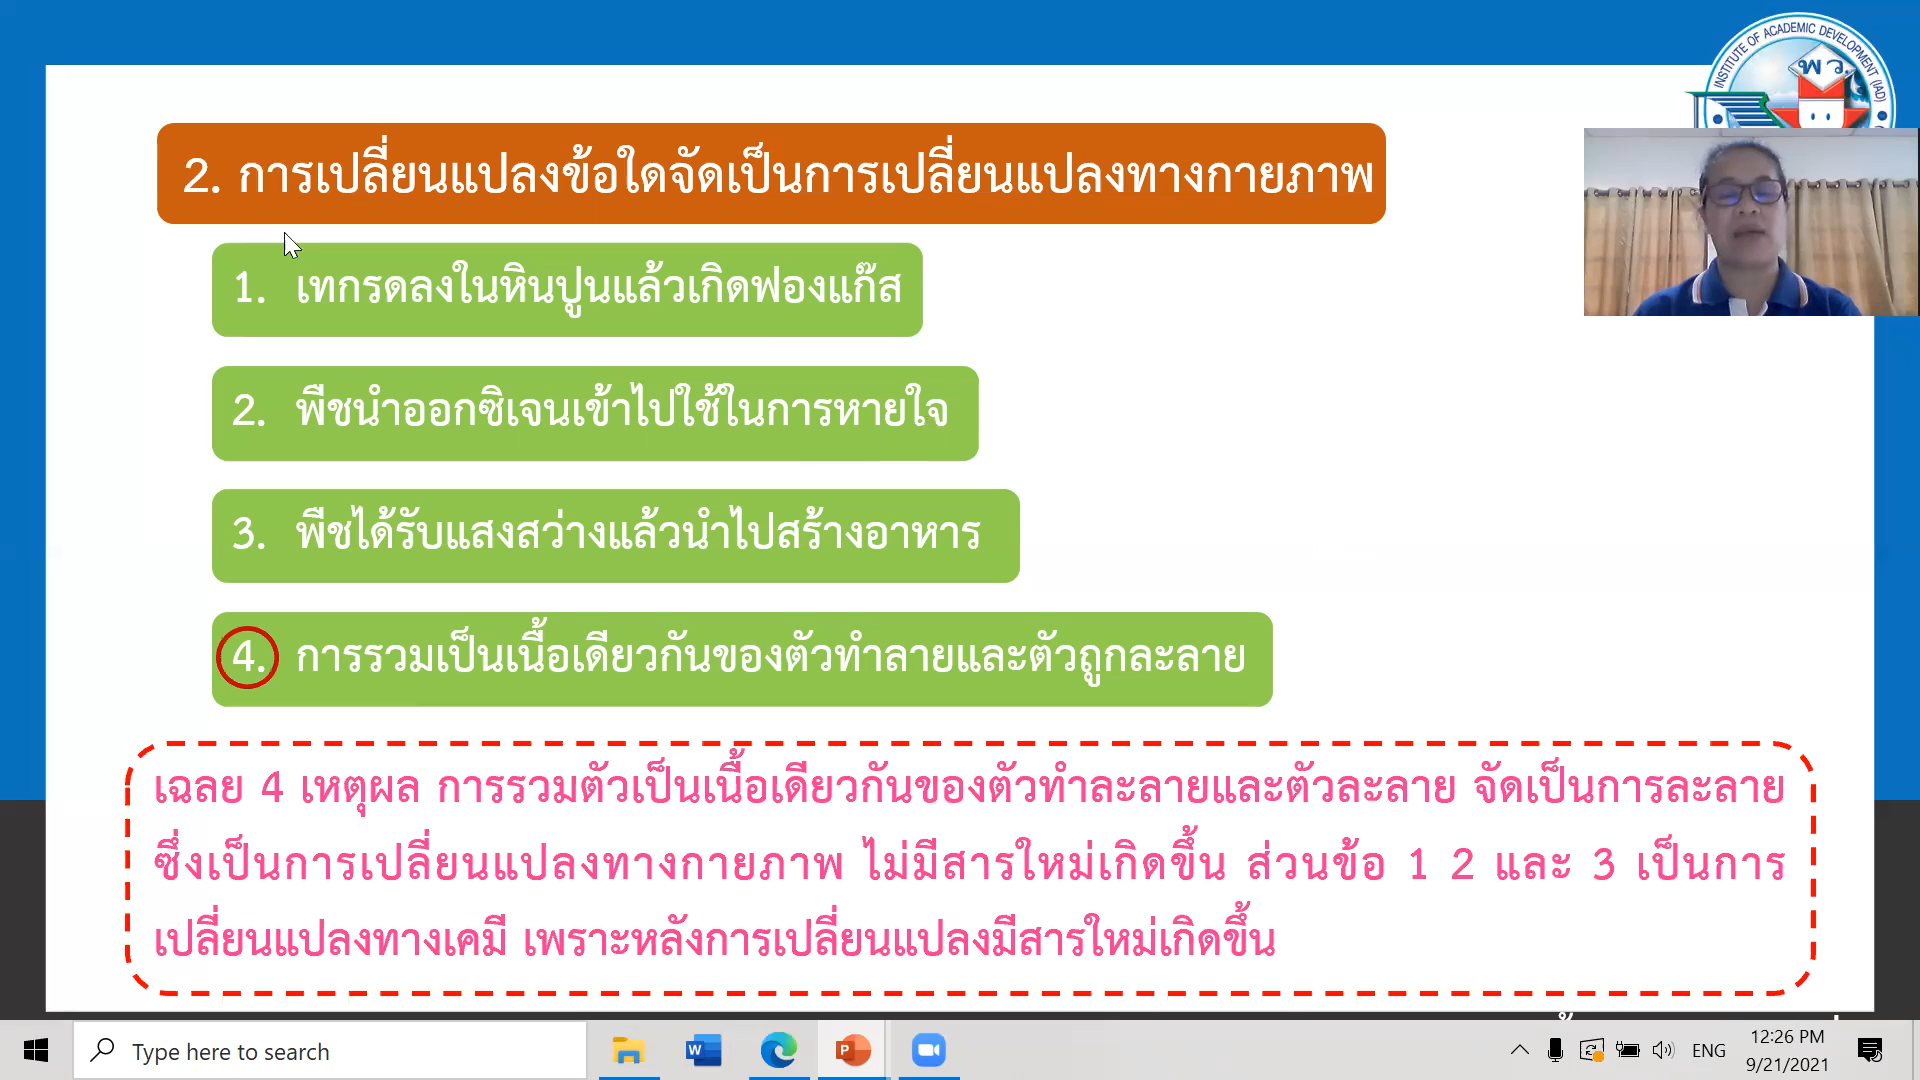 INSTITUTE OF ACADEMIC DEVELOPMENT (IAD)
พว.
2. การเปลี่ยนแปลงข้อใดจัดเป็นการเปลี่ยนแปลงทางกายภาพ
1. เทกรดลงในหินปูนแล้วเกิดฟองแก๊ส
2. พืชนำออกซิเจนเข้าไปใช้ในการหายใจ
3. พืชได้รับแสงสว่างแล้วนำไปสร้างอาหาร
4. การรวมเป็นเนื้อเดียวกันของตัวทำลายและตัวถูกละลาย
เฉลย 4 เหตุผล การรวมตัวเป็นเนื้อเดียวกันของตัวทำละลายและตัวละลาย จัดเป็นการละลาย
ซึ่งเป็นการเปลี่ยนแปลงทางกายภาพ ไม่มีสารใหม่เกิดขึ้น ส่วนข้อ 1 2 และ 3 เป็นการ
เปลี่ยนแปลงทางเคมี เพราะหลังการเปลี่ยนแปลงมีสารใหม่เกิดขึ้น
Type here to search
W
P
ENG
12:26 PM
9/21/2021